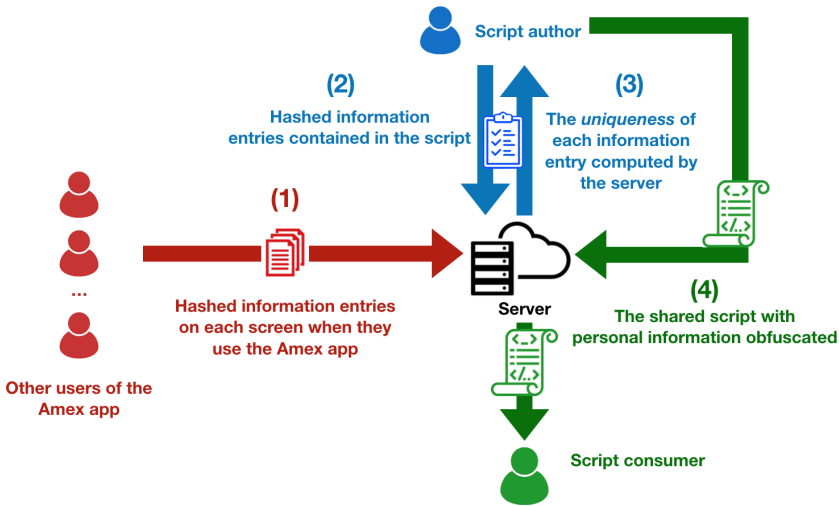 Script author
(2)
Hashed information
entries contained in the script
(3)
The uniqueness of
each information
entry computed by
the server
(1)
Hashed information entries
on each screen when they
use the Amex app
...
Other users of the
Amex app
Server
(4)
The shared script with
personal information obfuscated
Script consumer